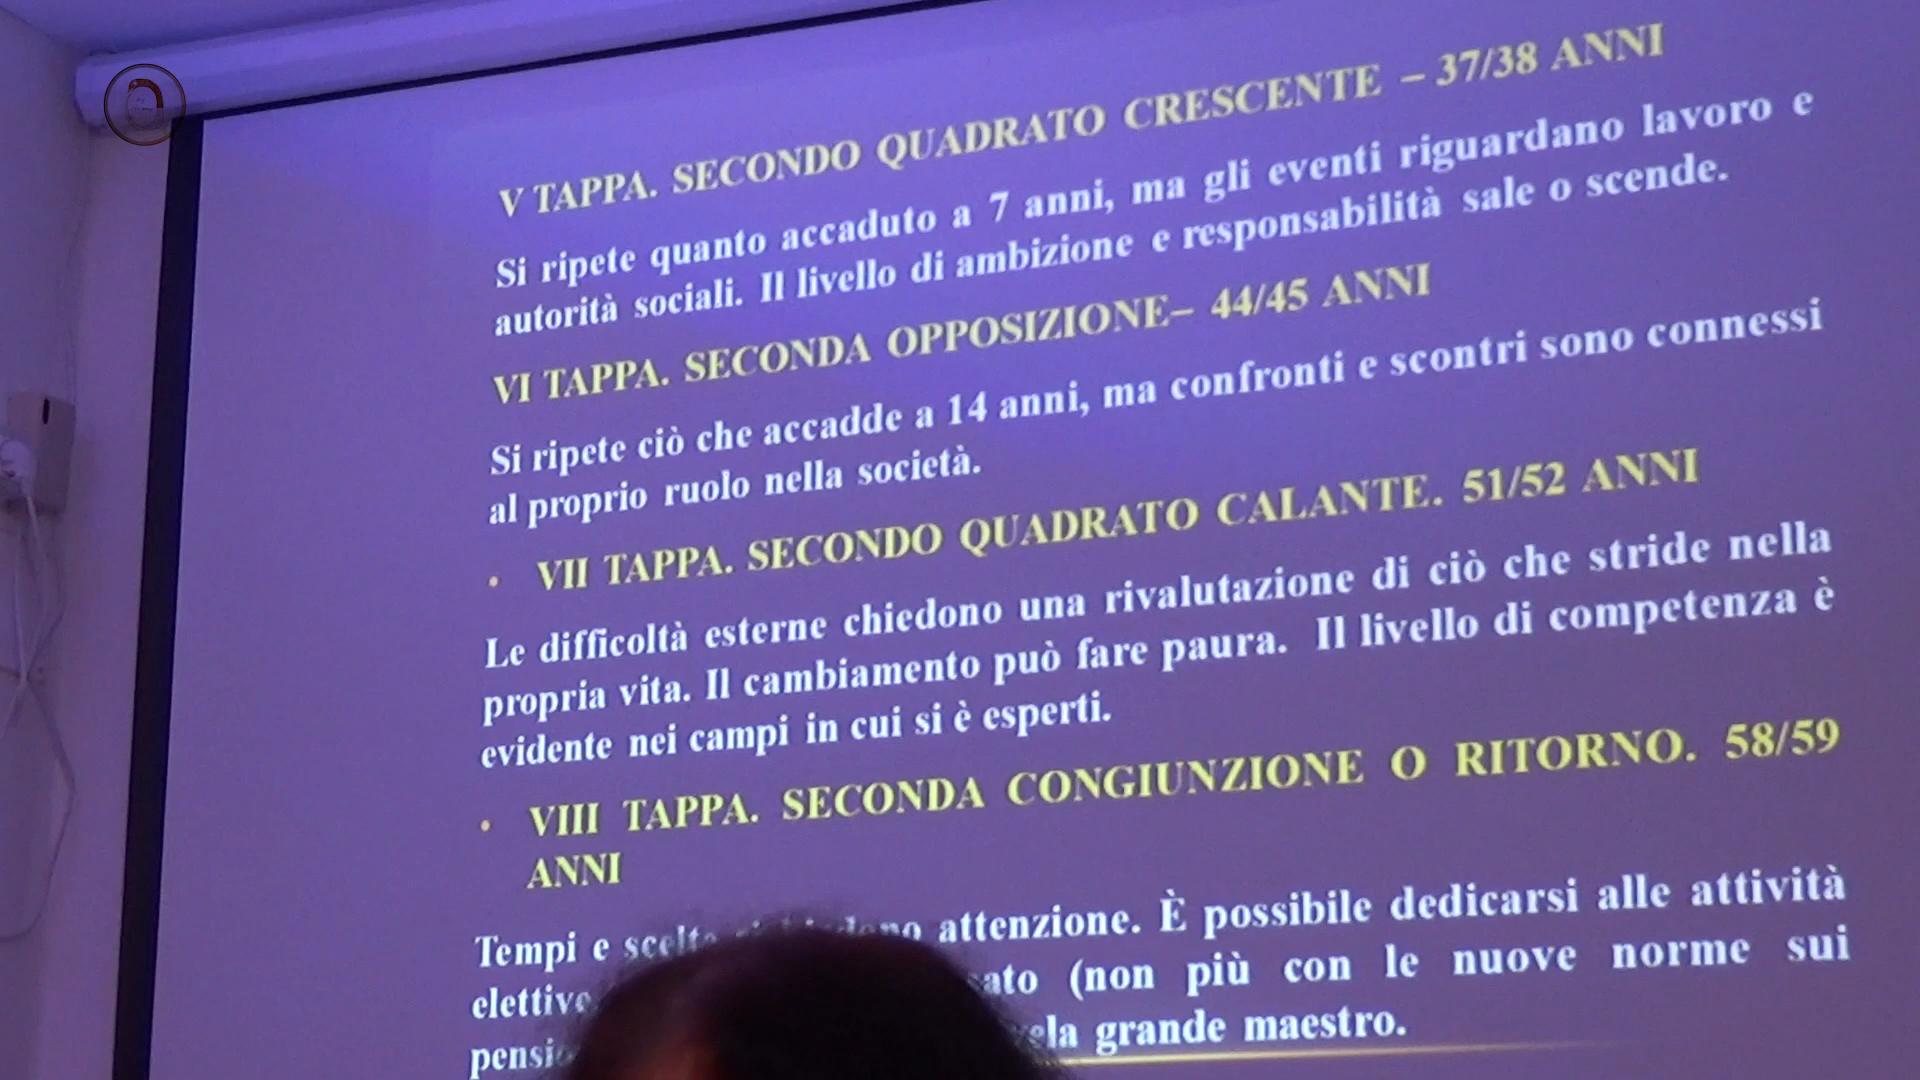 V TAPPA. SECONDO QUADRATO CRESCENTE – 37/38 ANNI
Si ripete quanto accaduto a 7 anni, ma gli eventi riguardano lavoro e
autorità sociali. Il livello di ambizione e responsabilità sale o scende.
VI TAPPA. SECONDA OPPOSIZIONE– 44/45 ANNI
Si ripete ciò che accadde a 14 anni, ma confronti e scontri sono connessi
al proprio ruolo nella società.
• VII TAPPA. SECONDO QUADRATO CALANTE. 51/52 ANNI
Le difficoltà esterne chiedono una rivalutazione di ciò che stride nella
propria vita. Il cambiamento può fare paura. Il livello di competenza è
evidente nei campi in cui si è esperti.
• VIII TAPPA. SECONDA CONGIUNZIONE O RITORNO. 58/59
ANNI
Tempi e attenzione. È possibile dedicarsi alle attività
(non più con le nuove norme sui
grande maestro.